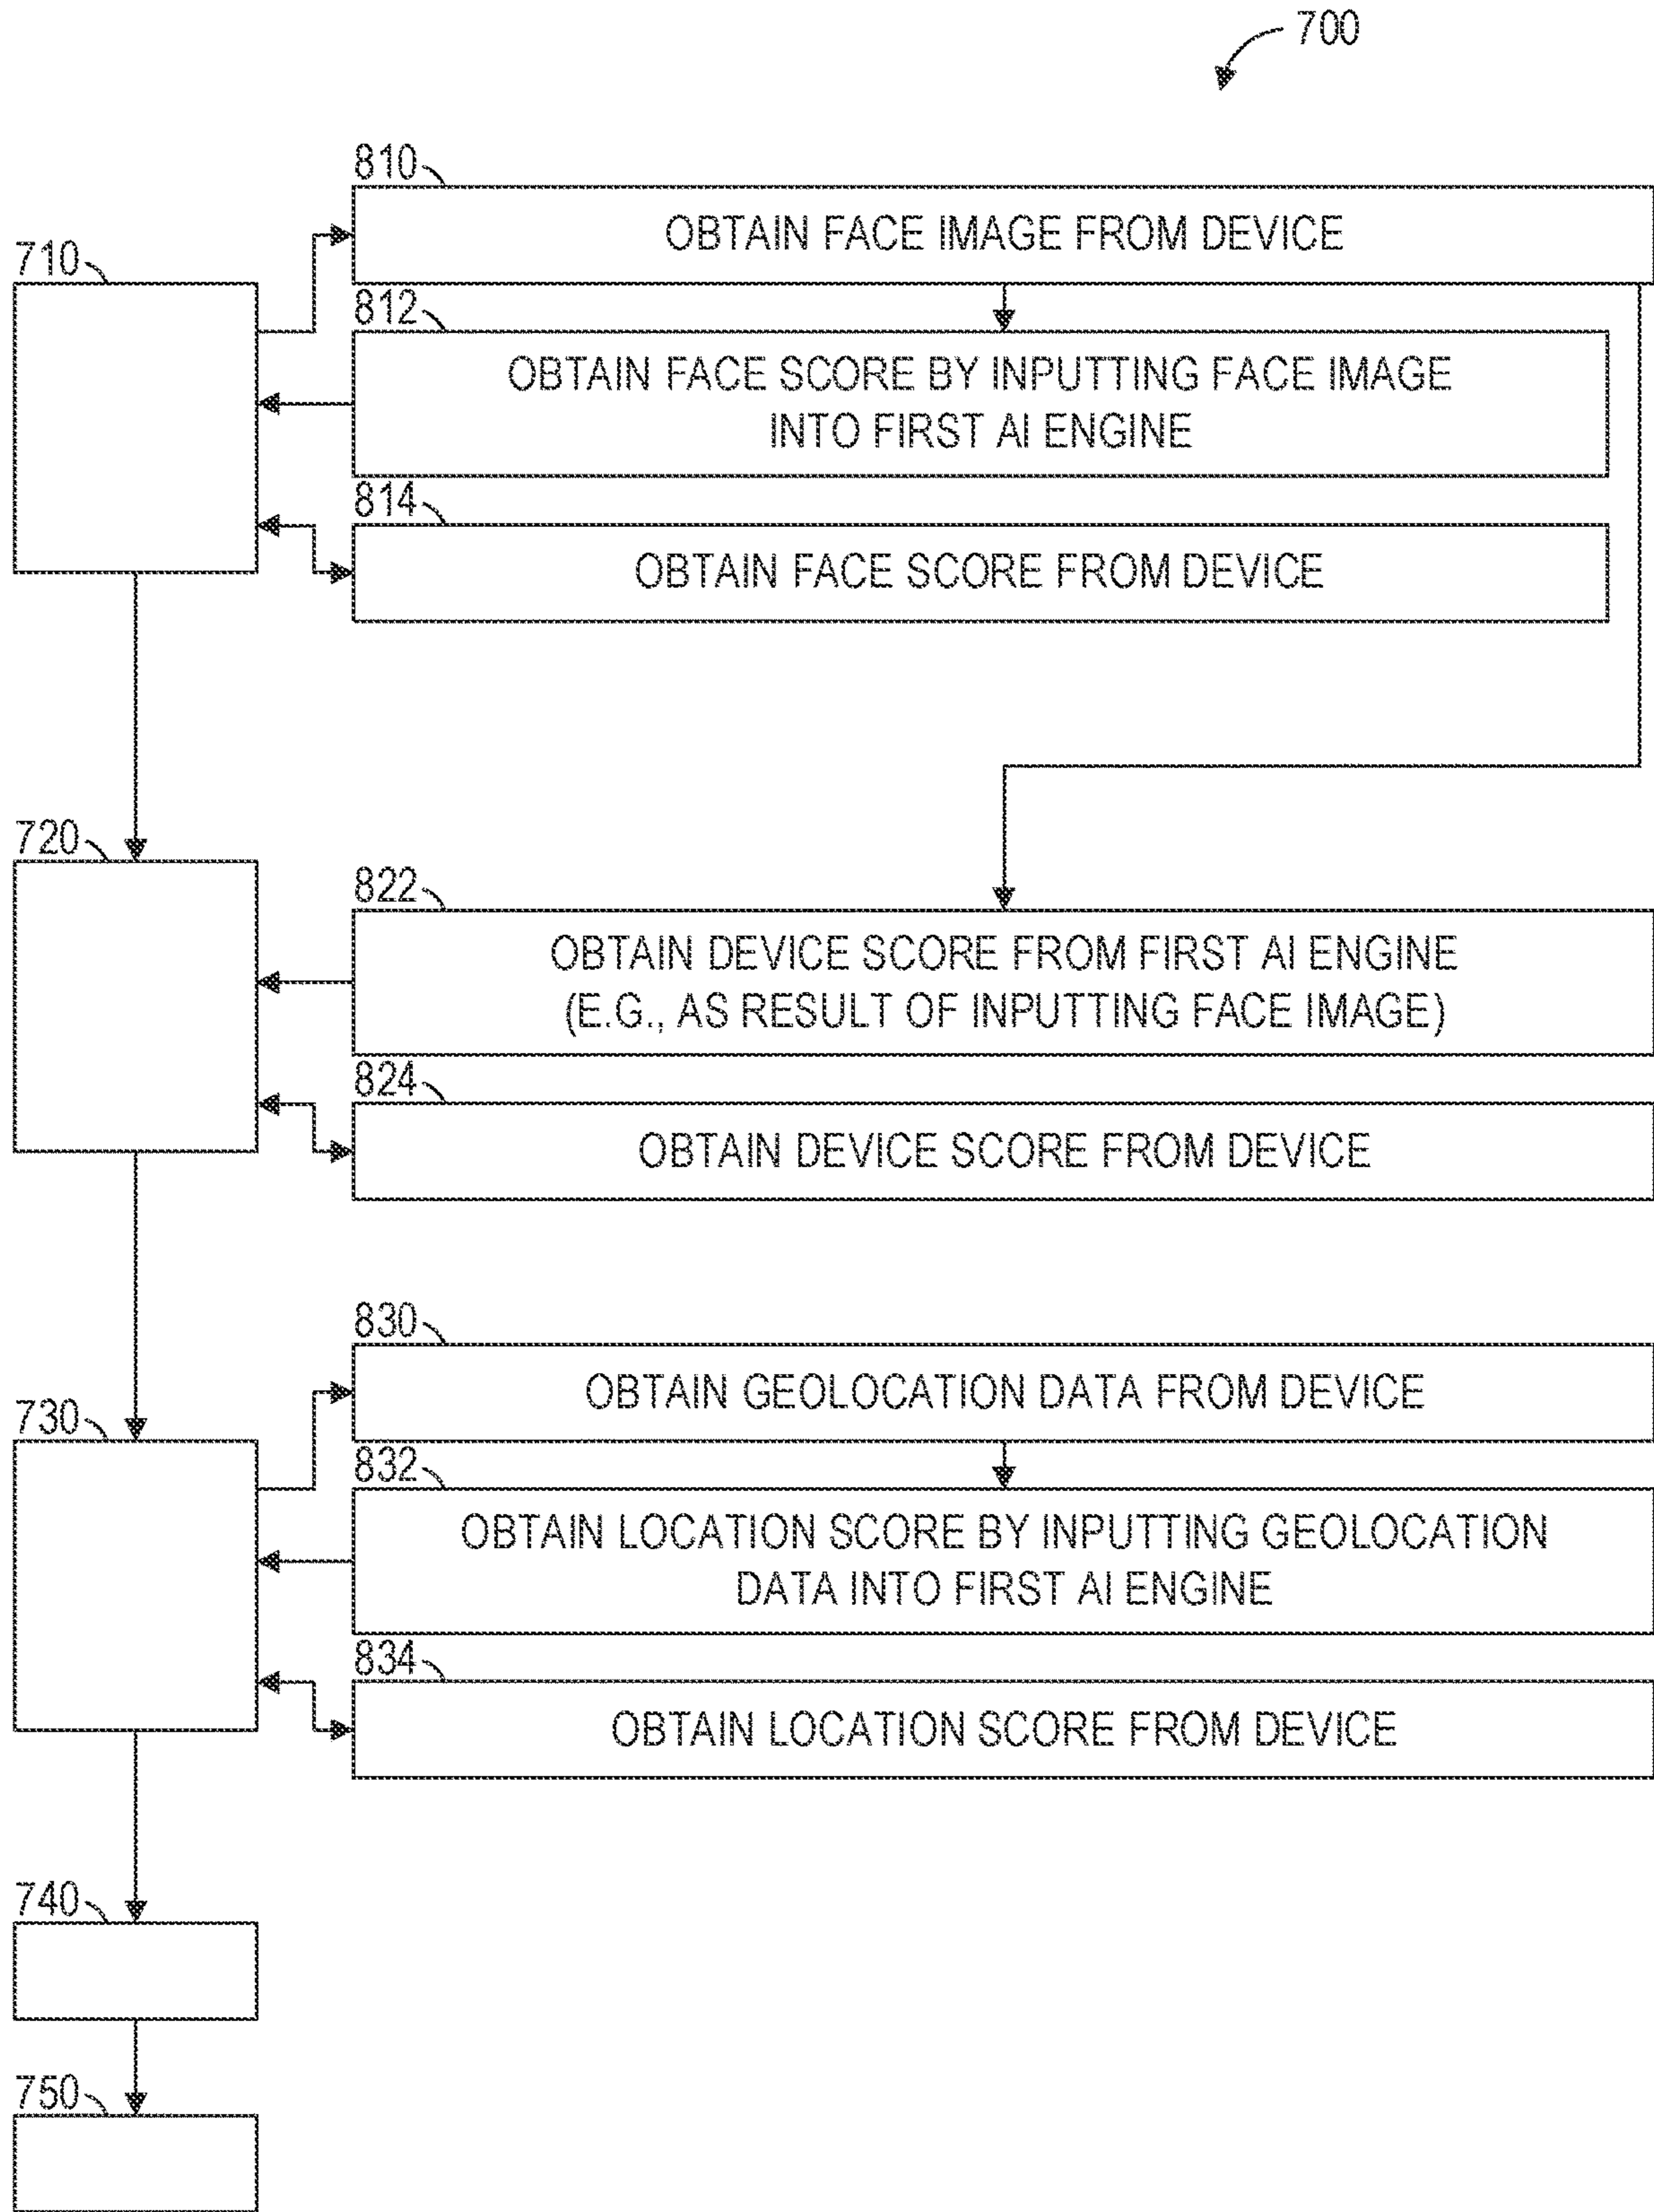 700
810
OBTAIN FACE IMAGE FROM DEVICE
710
812
OBTAIN FACE SCORE BY INPUTTING FACE IMAGE
INTO FIRST AI ENGINE
814
OBTAIN FACE SCORE FROM DEVICE
720
822
OBTAIN DEVICE SCORE FROM FIRST AI ENGINE
(E.G., AS RESULT OF INPUTTING FACE IMAGE)
824
OBTAIN DEVICE SCORE FROM DEVICE
830
OBTAIN GEOLOCATION DATA FROM DEVICE
730
832
OBTAIN LOCATION SCORE BY INPUTTING GEOLOCATION
DATA INTO FIRST AI ENGINE
834
OBTAIN LOCATION SCORE FROM DEVICE
740
750